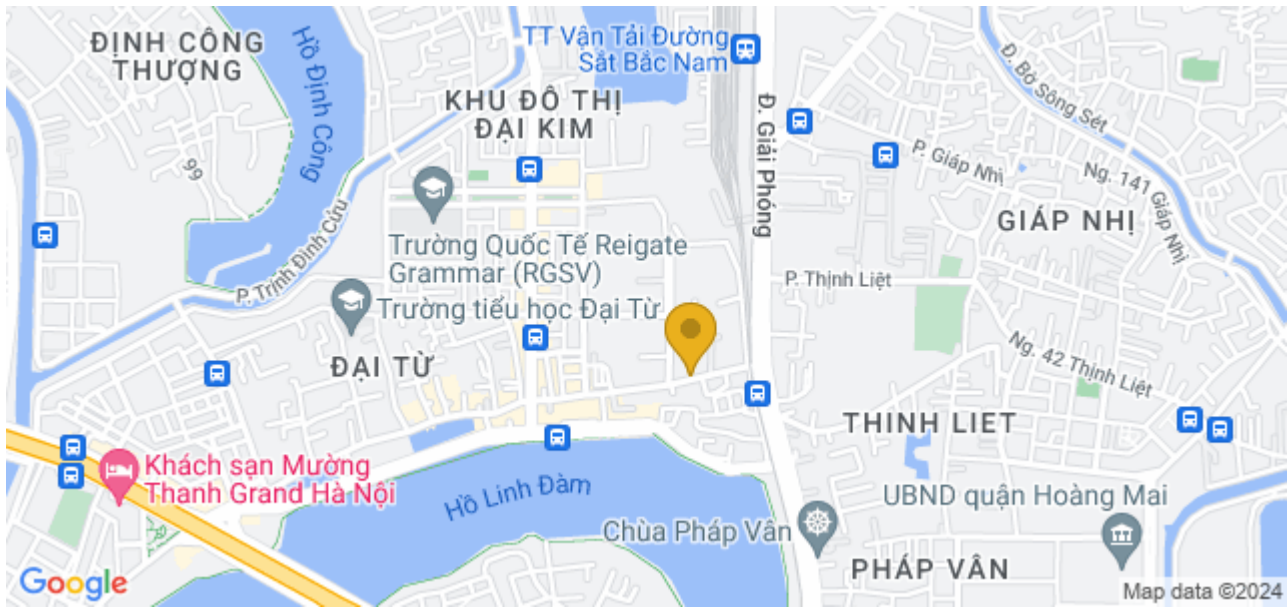 ĐỊNH CÔNG
THƯỢNG
Hồ Định Công
TT Vận Tải Đường
Sắt Bắc Nam
KHU ĐÔ THỊ
ĐẠI KIM
Đ. Giải Phóng
Đ. Bờ Sông Sét
P. Giáp Nhị
Ng. 141 Giáp Nhị
GIÁP NHỊ
99
P. Trịnh Đình Cửu
Trường Quốc Tế Reigate
Grammar (RGSV)
Trường tiểu học Đại Từ
P. Thịnh Liệt
Ng. 42 Thịnh Liệt
ĐẠI TỪ
THINH LIET
Khách sạn Mường
Thanh Grand Hà Nội
Hồ Linh Đàm
UBND quận Hoàng Mai
Chùa Pháp Vân
PHÁP VÂN
Google
Map data ©2024